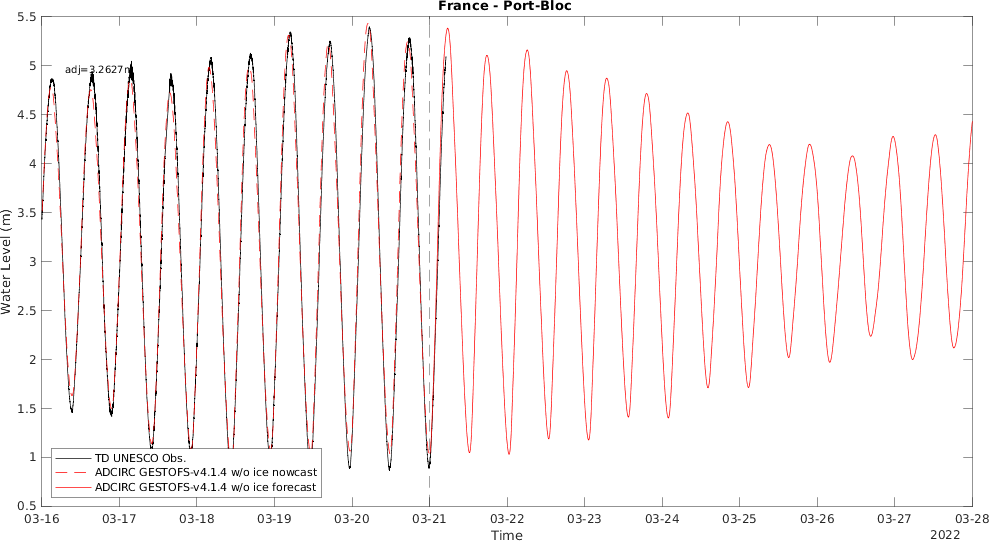 France - Port-Bloc
5.5
5
4.5
4
3.5
3
2.5
2
1.5
1
0.5
Water Level (m)
adj=3.2627m
TD UNESCO Obs.
ADCIRC GESTOFS-v4.1.4 w/o ice nowcast
ADCIRC GESTOFS-v4.1.4 w/o ice forecast
03-16 03-17 03-18 03-19 03-20 03-21 03-22 03-23 03-24 03-25 03-26 03-27 03-28
Time
2022